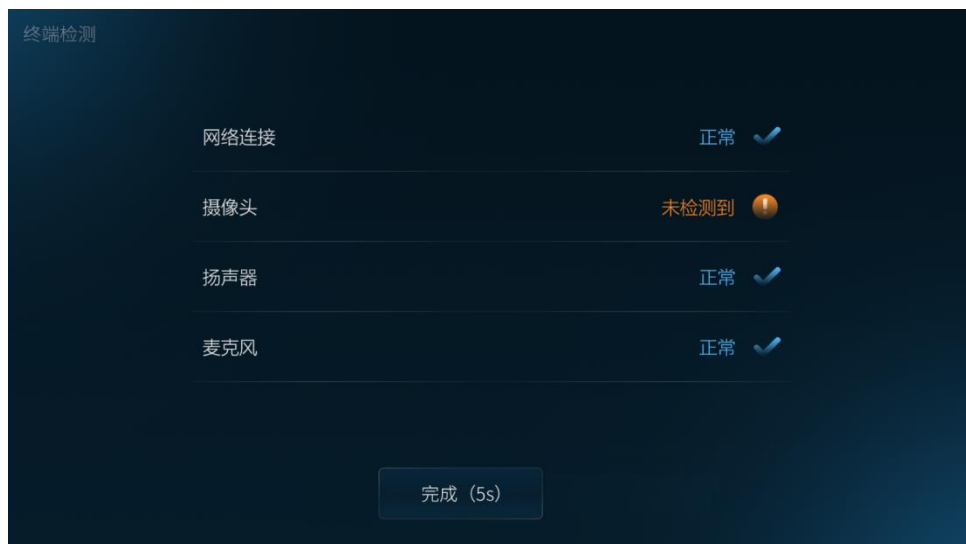 终端检测
网络连接 正常
摄像头 未检测到
扬声器 正常
麦克风 正常
完成（5s）